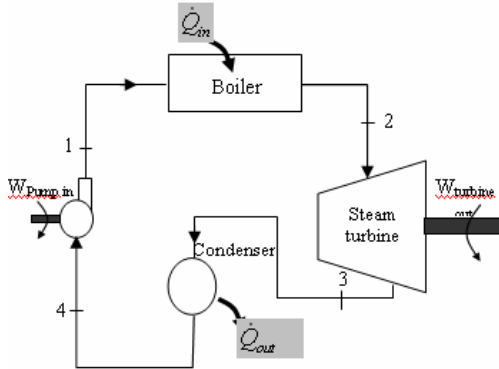 Q̇in
Boiler
1
2
WPump in
Wturbine
out
Steam
turbine
Condenser
3
4
Q̇out